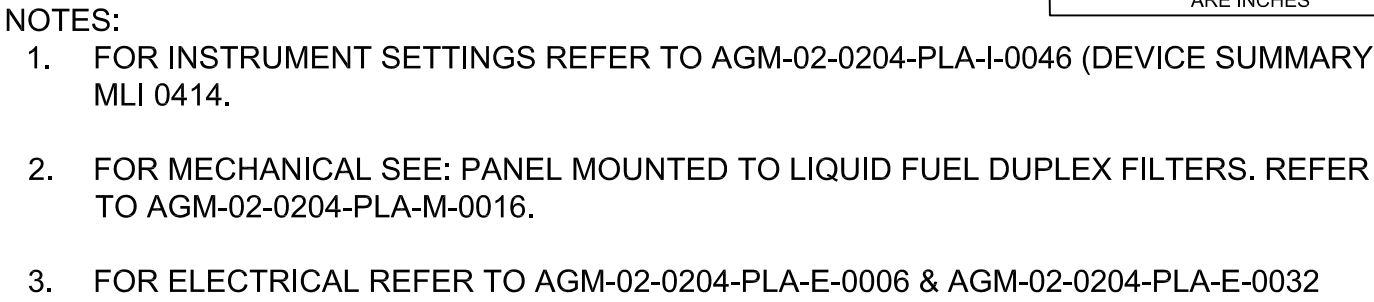 ARE INCHES
NOTES:
1. FOR INSTRUMENT SETTINGS REFER TO AGM-02-0204-PLA-I-0046 (DEVICE SUMMARY
MLI 0414.
2. FOR MECHANICAL SEE: PANEL MOUNTED TO LIQUID FUEL DUPLEX FILTERS. REFER
TO AGM-02-0204-PLA-M-0016.
3. FOR ELECTRICAL REFER TO AGM-02-0204-PLA-E-0006 & AGM-02-0204-PLA-E-0032